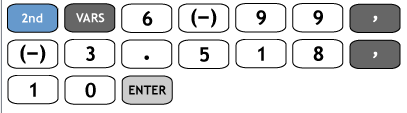 2nd VARS 6 (−) 9 9 ,
(−) 3 . 5 1 8 ,
1 0 ENTER